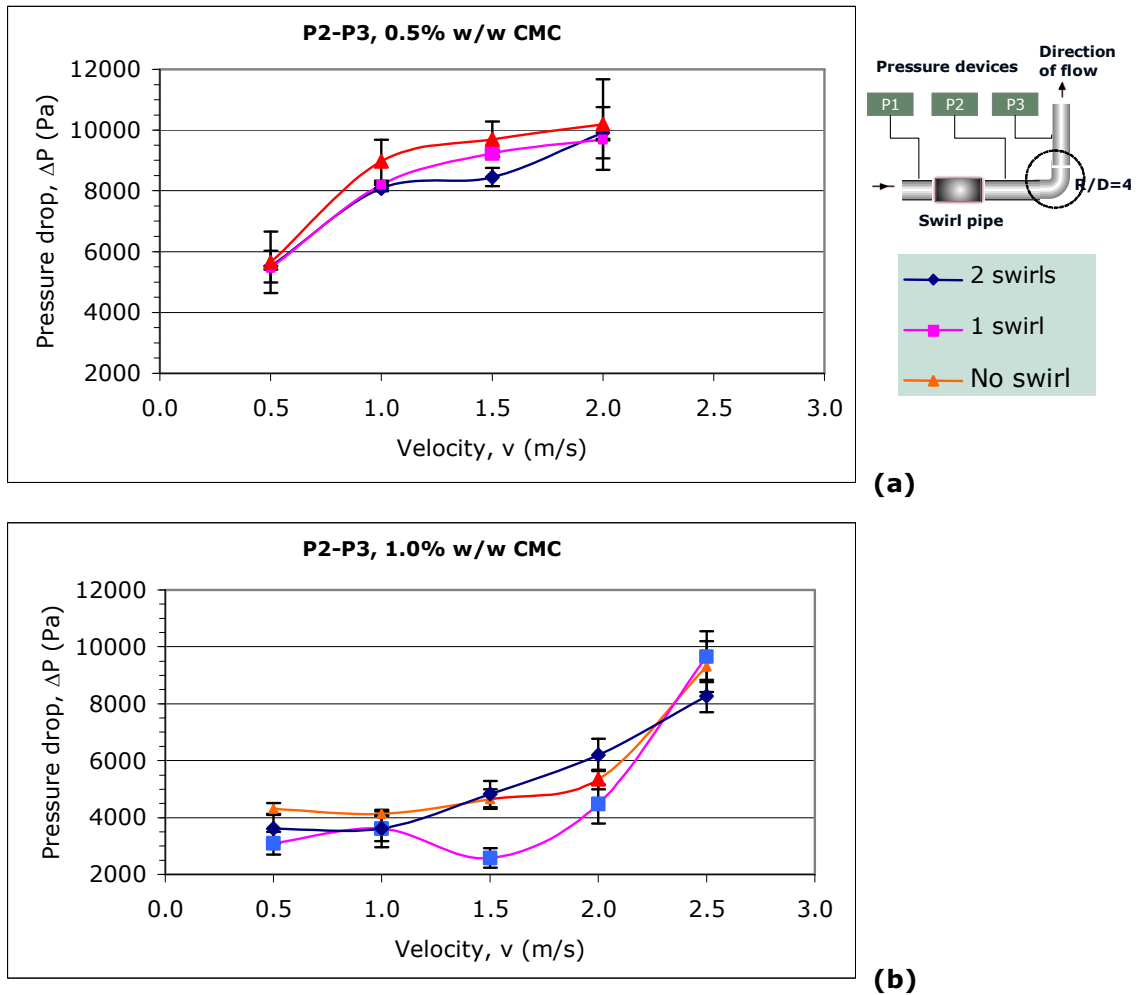 P2-P3, 0.5% w/w CMC
12000
10000
8000
6000
4000
2000
Pressure drop, ΔP (Pa)
0.0 0.5 1.0 1.5 2.0 2.5 3.0
Velocity, v (m/s)
Pressure devices
Direction
of flow
P1 P2 P3
R/D=4
Swirl pipe
2 swirls
1 swirl
No swirl
(a)
P2-P3, 1.0% w/w CMC
12000
10000
8000
6000
4000
2000
Pressure drop, ΔP (Pa)
0.0 0.5 1.0 1.5 2.0 2.5 3.0
Velocity, v (m/s)
(b)